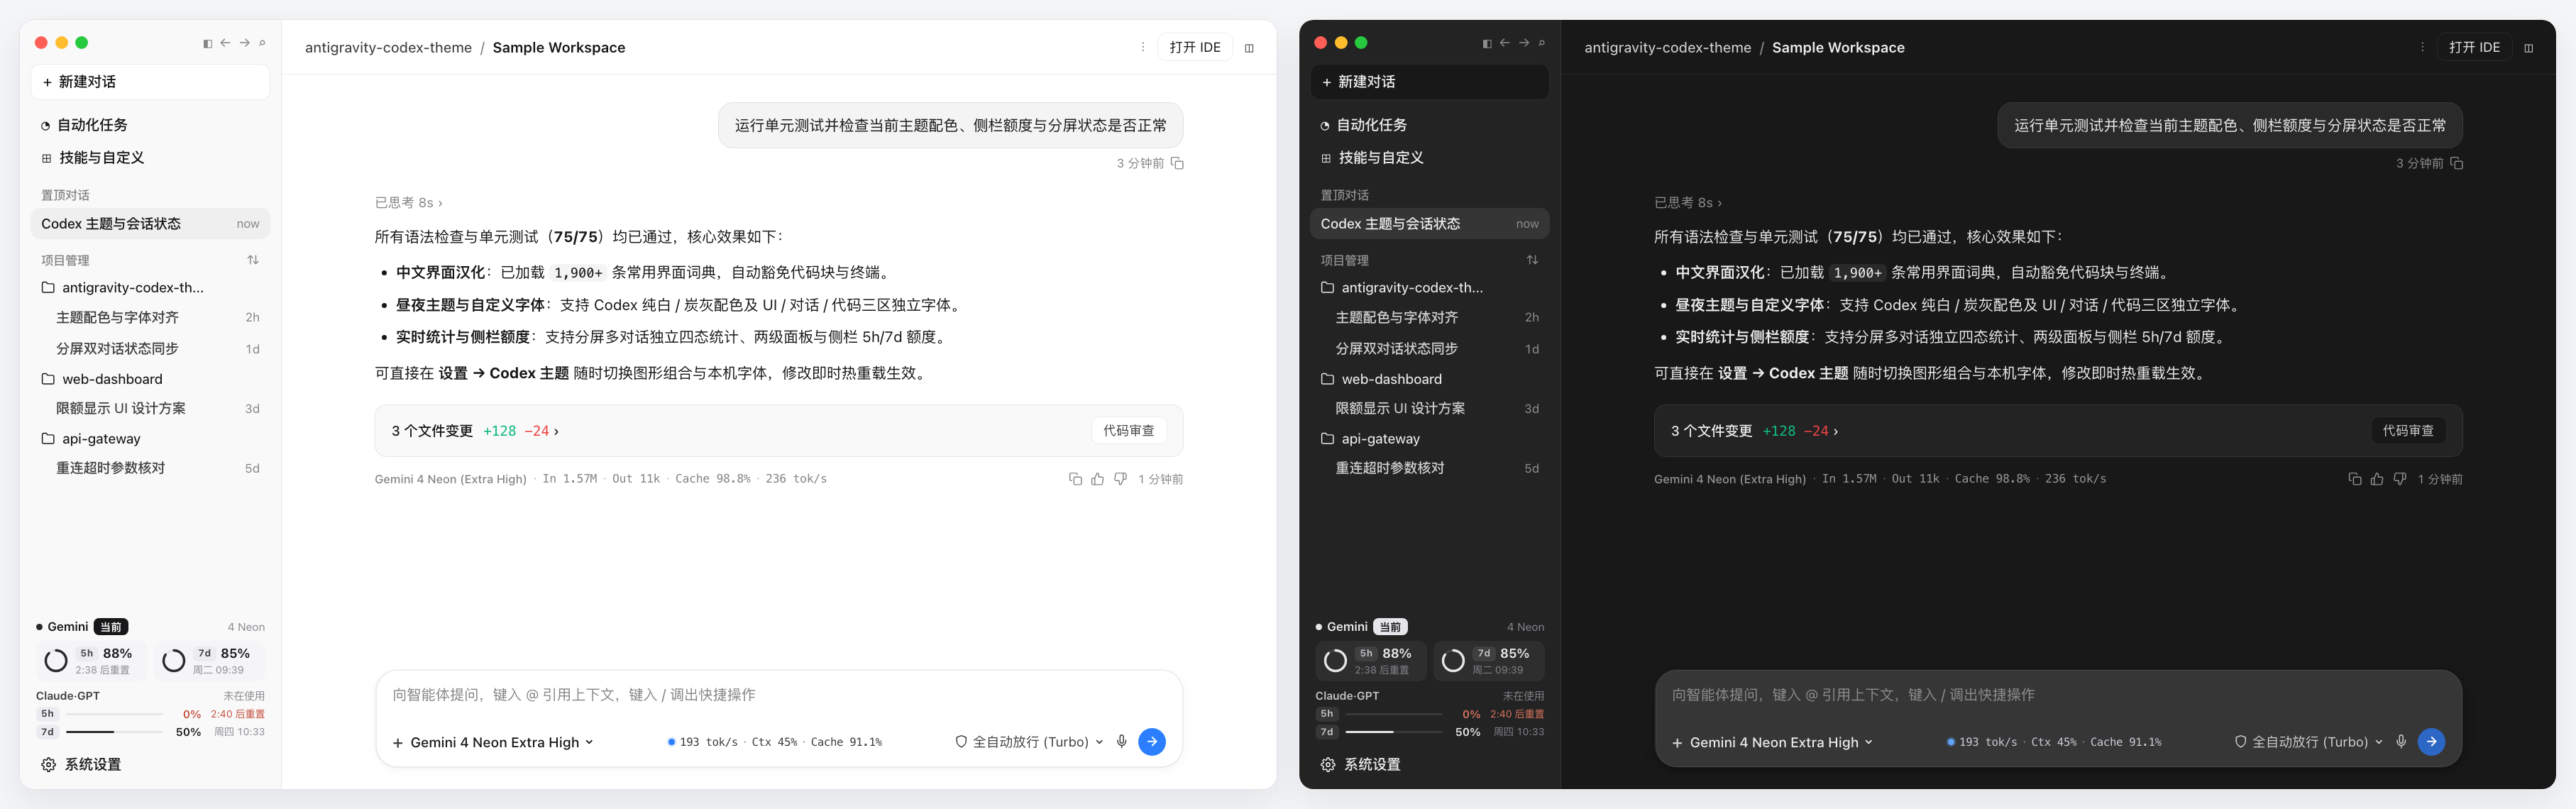 + 新建对话
自动化任务
技能与自定义
置顶对话
Codex 主题与会话状态 now
项目管理
antigravity-codex-th...
主题配色与字体对齐 2h
分屏双对话状态同步 1d
web-dashboard
限额显示 UI 设计方案 3d
api-gateway
重连超时参数核对 5d
Gemini 当前 4 Neon
5h 88% 7d 85%
2:38 后重置 周二 09:39
Claude·GPT 未在使用
5h 0% 2:40 后重置
7d 50% 周四 10:33
系统设置
antigravity-codex-theme / Sample Workspace 打开 IDE
运行单元测试并检查当前主题配色、侧栏额度与分屏状态是否正常
3 分钟前
已思考 8s ›
所有语法检查与单元测试（75/75）均已通过，核心效果如下：
• 中文界面汉化：已加载 1,900+ 条常用界面词典，自动豁免代码块与终端。
• 昼夜主题与自定义字体：支持 Codex 纯白 / 炭灰配色及 UI / 对话 / 代码三区独立字体。
• 实时统计与侧栏额度：支持分屏多对话独立四态统计、两级面板与侧栏 5h/7d 额度。
可直接在 设置 → Codex 主题 随时切换图形组合与本机字体，修改即时热重载生效。
3 个文件变更 +128 −24 › 代码审查
Gemini 4 Neon (Extra High) · In 1.57M · Out 11k · Cache 98.8% · 236 tok/s 1 分钟前
向智能体提问，键入 @ 引用上下文，键入 / 调出快捷操作
+ Gemini 4 Neon Extra High 193 tok/s · Ctx 45% · Cache 91.1% 全自动放行 (Turbo)
+ 新建对话
自动化任务
技能与自定义
置顶对话
Codex 主题与会话状态 now
项目管理
antigravity-codex-th...
主题配色与字体对齐 2h
分屏双对话状态同步 1d
web-dashboard
限额显示 UI 设计方案 3d
api-gateway
重连超时参数核对 5d
Gemini 当前 4 Neon
5h 88% 7d 85%
2:38 后重置 周二 09:39
Claude·GPT 未在使用
5h 0% 2:40 后重置
7d 50% 周四 10:33
系统设置
antigravity-codex-theme / Sample Workspace 打开 IDE
运行单元测试并检查当前主题配色、侧栏额度与分屏状态是否正常
3 分钟前
已思考 8s ›
所有语法检查与单元测试（75/75）均已通过，核心效果如下：
• 中文界面汉化：已加载 1,900+ 条常用界面词典，自动豁免代码块与终端。
• 昼夜主题与自定义字体：支持 Codex 纯白 / 炭灰配色及 UI / 对话 / 代码三区独立字体。
• 实时统计与侧栏额度：支持分屏多对话独立四态统计、两级面板与侧栏 5h/7d 额度。
可直接在 设置 → Codex 主题 随时切换图形组合与本机字体，修改即时热重载生效。
3 个文件变更 +128 −24 › 代码审查
Gemini 4 Neon (Extra High) · In 1.57M · Out 11k · Cache 98.8% · 236 tok/s 1 分钟前
向智能体提问，键入 @ 引用上下文，键入 / 调出快捷操作
+ Gemini 4 Neon Extra High 193 tok/s · Ctx 45% · Cache 91.1% 全自动放行 (Turbo)